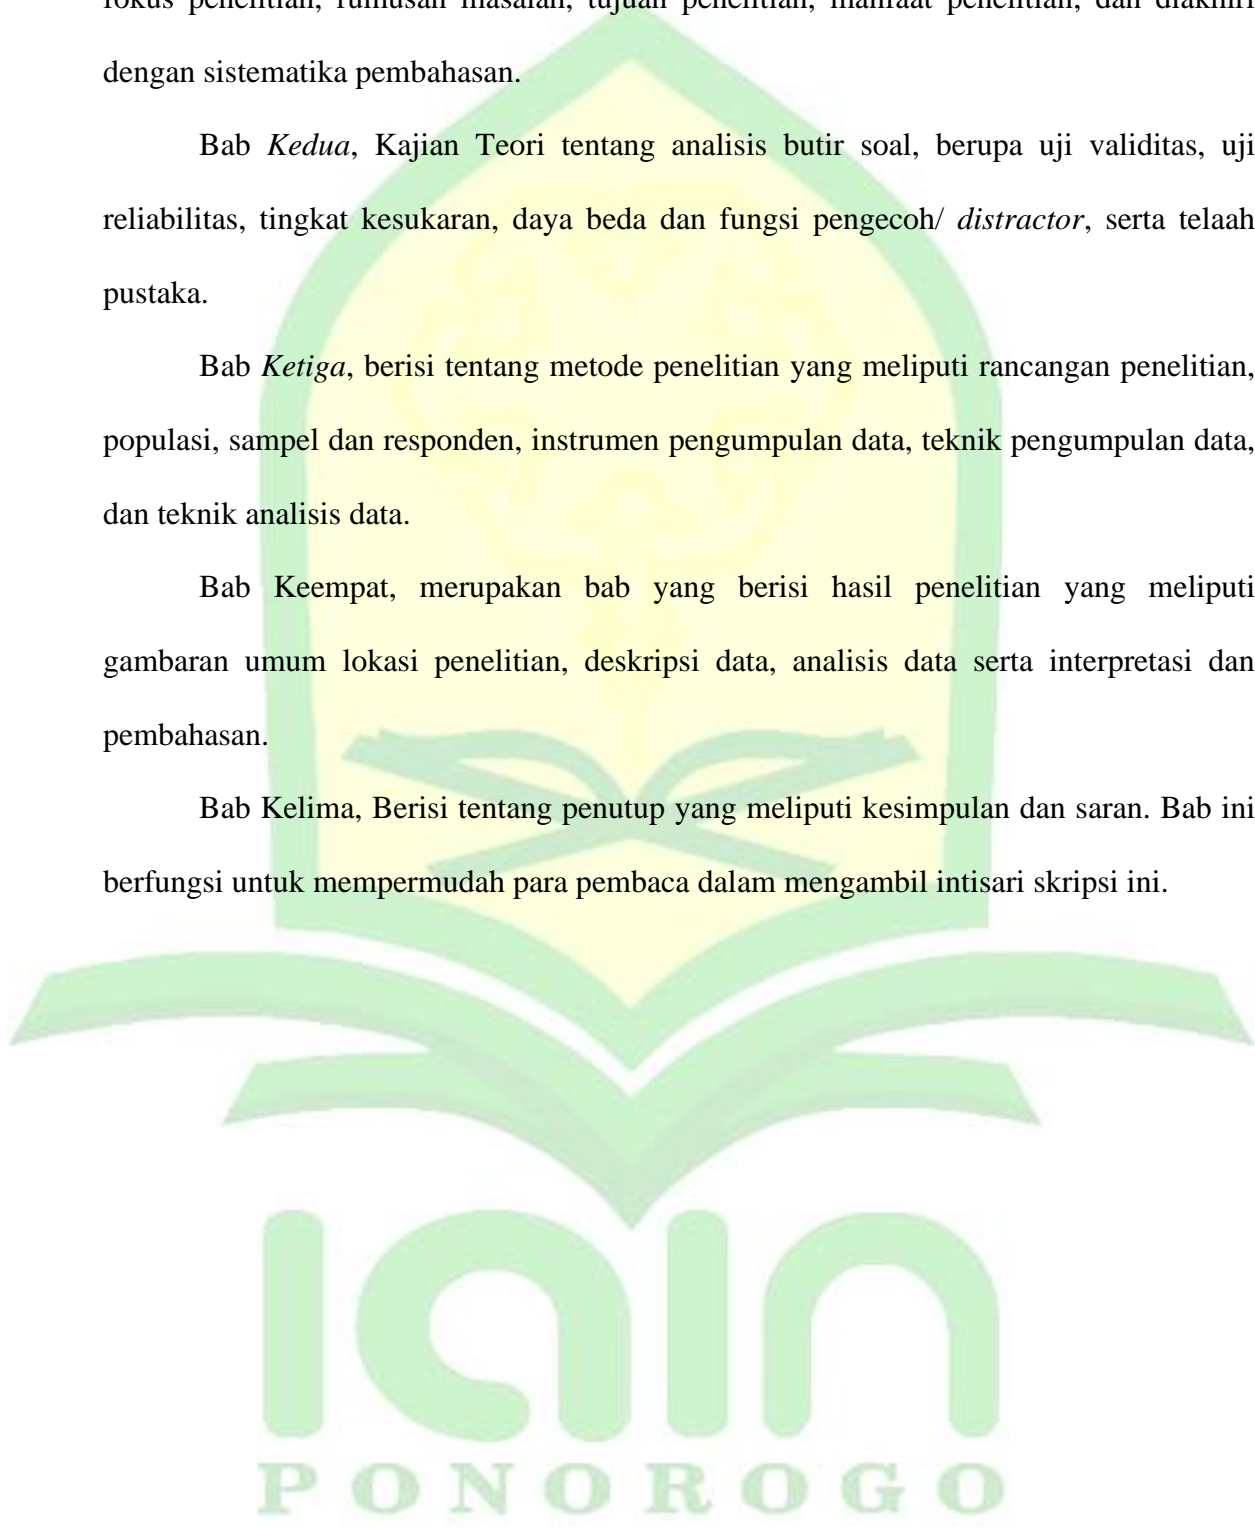 fokus penelitian, rumusan masalah, tujuan penelitian, manfaat penelitian, dan diakhiri
dengan sistematika pembahasan.
Bab Kedua, Kajian Teori tentang analisis butir soal, berupa uji validitas, uji
reliabilitas, tingkat kesukaran, daya beda dan fungsi pengecoh/ distractor, serta telaah
pustaka.
Bab Ketiga, berisi tentang metode penelitian yang meliputi rancangan penelitian,
populasi, sampel dan responden, instrumen pengumpulan data, teknik pengumpulan data,
dan teknik analisis data.
Bab Keempat, merupakan bab yang berisi hasil penelitian yang meliputi
gambaran umum lokasi penelitian, deskripsi data, analisis data serta interpretasi dan
pembahasan.
Bab Kelima, Berisi tentang penutup yang meliputi kesimpulan dan saran. Bab ini
berfungsi untuk mempermudah para pembaca dalam mengambil intisari skripsi ini.
IAIN
PONOROGO